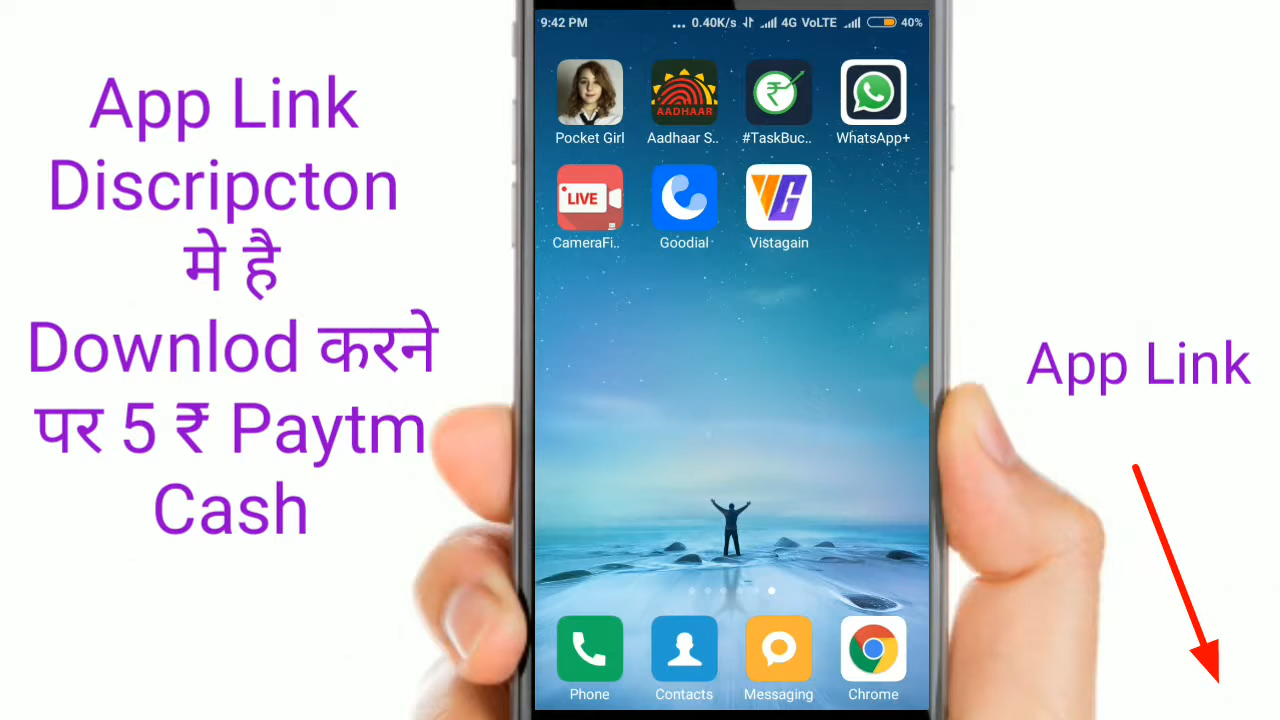 App Link
Discripcton
मे है
Downlod करने
पर 5 ₹ Paytm
Cash
9:42 PM ... 0.40K/s 4G VoLTE 40%
AADHAAR
Pocket Girl Aadhaar S.. #TaskBuc.. WhatsApp+
LIVE
VG
CameraFi.. Goodial Vistagain
Phone Contacts Messaging Chrome
App Link